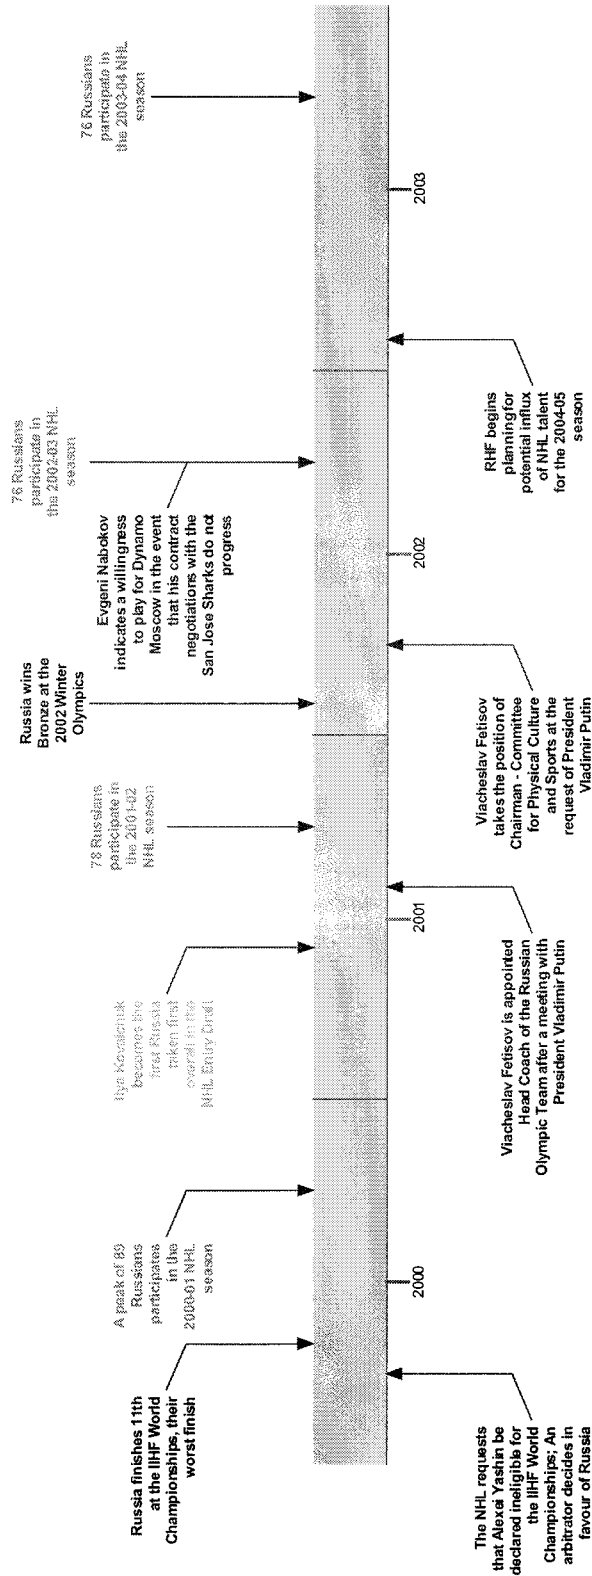 Russia finishes 11th
at the IIHF World
Championships, their
worst finish
A peak of 89
Russians
participates
in the
2000-01 NHL
season
Ilya Kovalchuk
becomes the
first Russia
taken first
overall in the
NHL Entry Draft
78 Russians
participate in
the 2001-02
NHL season
Russia wins
Bronze at the
2002 Winter
Olympics
Evgeni Nabokov
indicates a willingness
to play for Dynamo
Moscow in the event
that his contract
negotiations with the
San Jose Sharks do not
progress
76 Russians
participate in
the 2002-03 NHL
season
76 Russians
participate in
the 2003-04 NHL
season
2000
2001
2002
2003
The NHL requests
that Alexei Yashin be
declared ineligible for
the IIHF World
Championships; An
arbitrator decides in
favour of Russia
Viacheslav Fetisov is appointed
Head Coach of the Russian
Olympic Team after a meeting with
President Vladimir Putin
Viacheslav Fetisov
takes the position of
Chairman - Committee
for Physical Culture
and Sports at the
request of President
Vladimir Putin
RHF begins
planning for
potential influx
of NHL talent
for the 2004-05
season